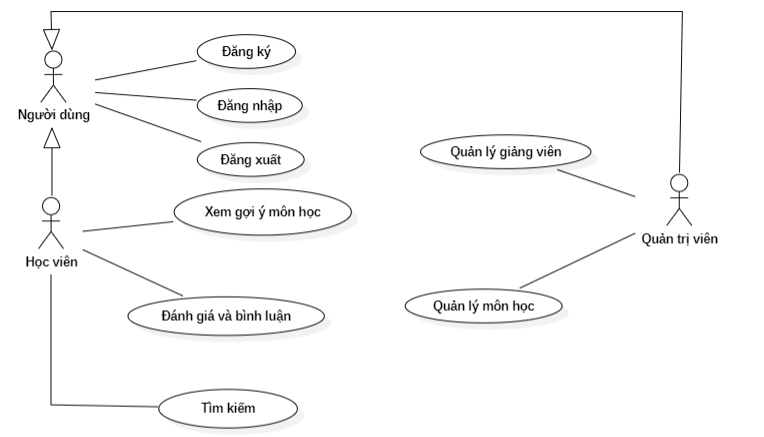 Đăng ký
Người dùng
Đăng nhập
Đăng xuất
Quản lý giảng viên
Xem gợi ý môn học
Quản trị viên
Học viên
Quản lý môn học
Đánh giá và bình luận
Tìm kiếm